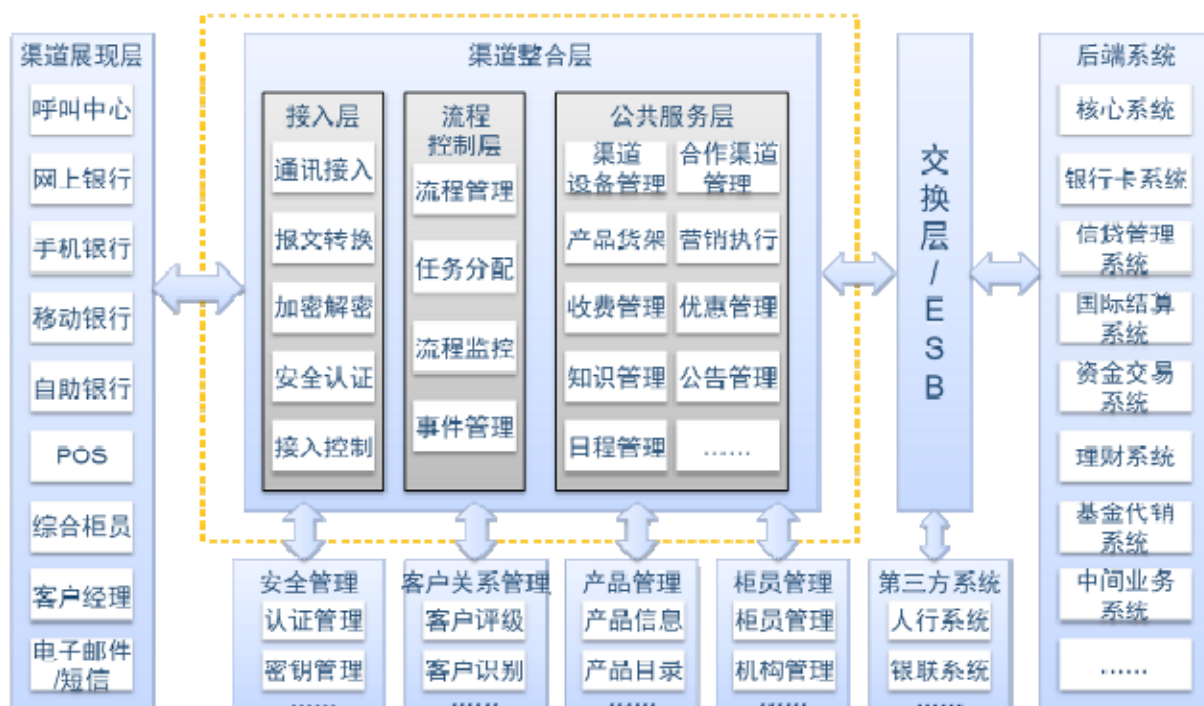 渠道展现层
呼叫中心
网上银行
手机银行
移动银行
自助银行
POS
综合柜员
客户经理
电子邮件
/短信
渠道整合层
接入层
通讯接入
报文转换
加密解密
安全认证
接入控制
流程
控制层
流程管理
任务分配
流程监控
事件管理
公共服务层
渠道
设备管理
合作渠道
管理
产品货架
营销执行
收费管理
优惠管理
知识管理
公告管理
日程管理
......
交换层/ESB
后端系统
核心系统
银行卡系统
信贷管理
系统
国际结算
系统
资金交易
系统
理财系统
基金代销
系统
中间业务
系统
......
安全管理
认证管理
密钥管理
......
客户关系管理
客户评级
客户识别
......
产品管理
产品信息
产品目录
......
柜员管理
柜员管理
机构管理
......
第三方系统
人行系统
银联系统
......